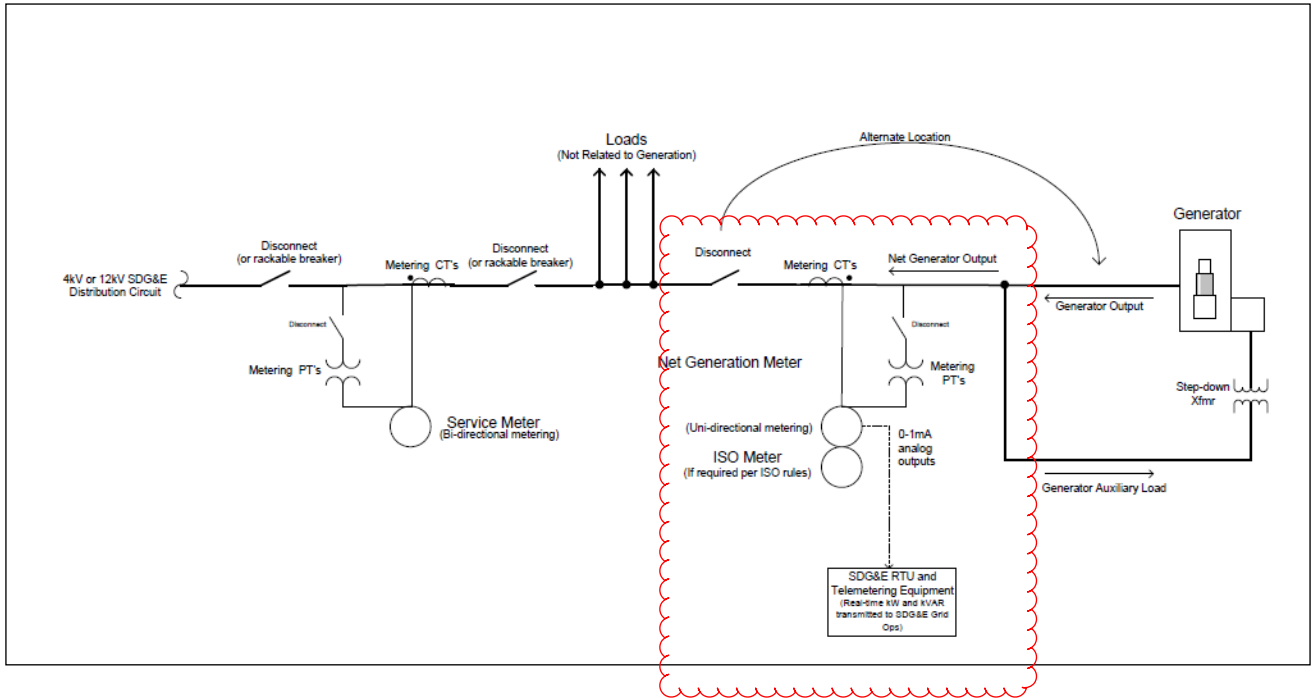 Loads
(Not Related to Generation)
Alternate Location
Generator
Disconnect
(or rackable breaker)
Metering CT's
Disconnect
(or rackable breaker)
Disconnect
Metering CT's
Net Generator Output
4kV or 12kV SDG&E
Distribution Circuit
Generator Output
Disconnect
Disconnect
Metering PT's
Net Generation Meter
Metering
PT's
Step-down
Xfmr
Service Meter
(Bi-directional metering)
(Uni-directional metering)
0-1mA
analog
outputs
ISO Meter
(If required per ISO rules)
Generator Auxiliary Load
SDG&E RTU and
Telemetering Equipment
(Real-time kW and kVAR
transmitted to SDG&E Grid
Ops)